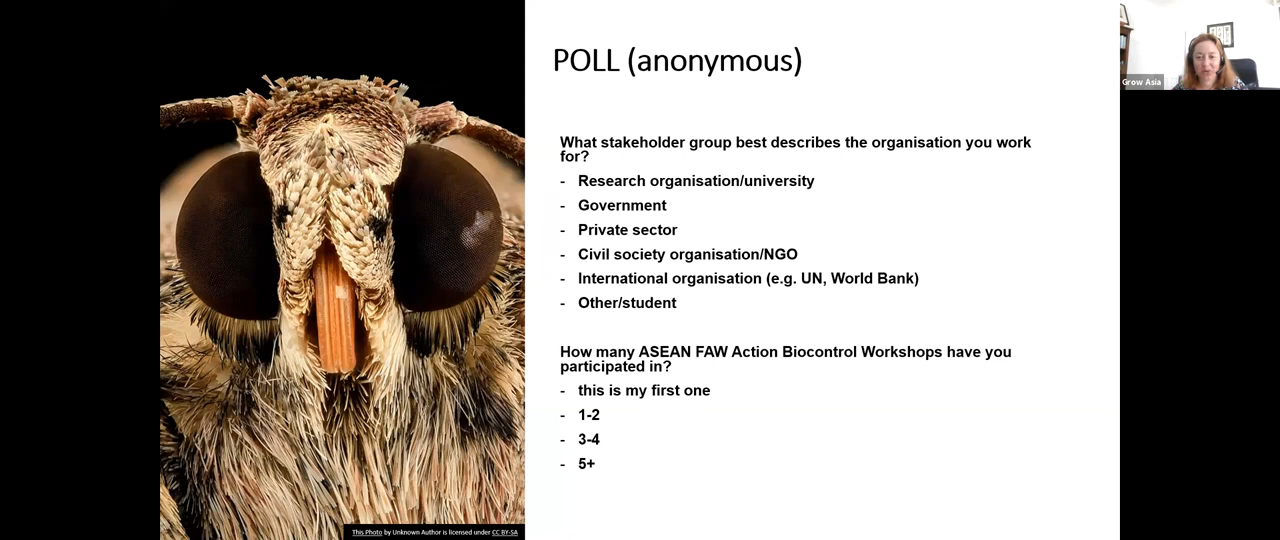 POLL (anonymous)
Grow Asia
What stakeholder group best describes the organisation you work
for?
- Research organisation/university
- Government
- Private sector
- Civil society organisation/NGO
- International organisation (e.g. UN, World Bank)
- Other/student
How many ASEAN FAW Action Biocontrol Workshops have you
participated in?
- this is my first one
- 1-2
- 3-4
- 5+
This Photo by Unknown Author is licensed under CC BY-SA